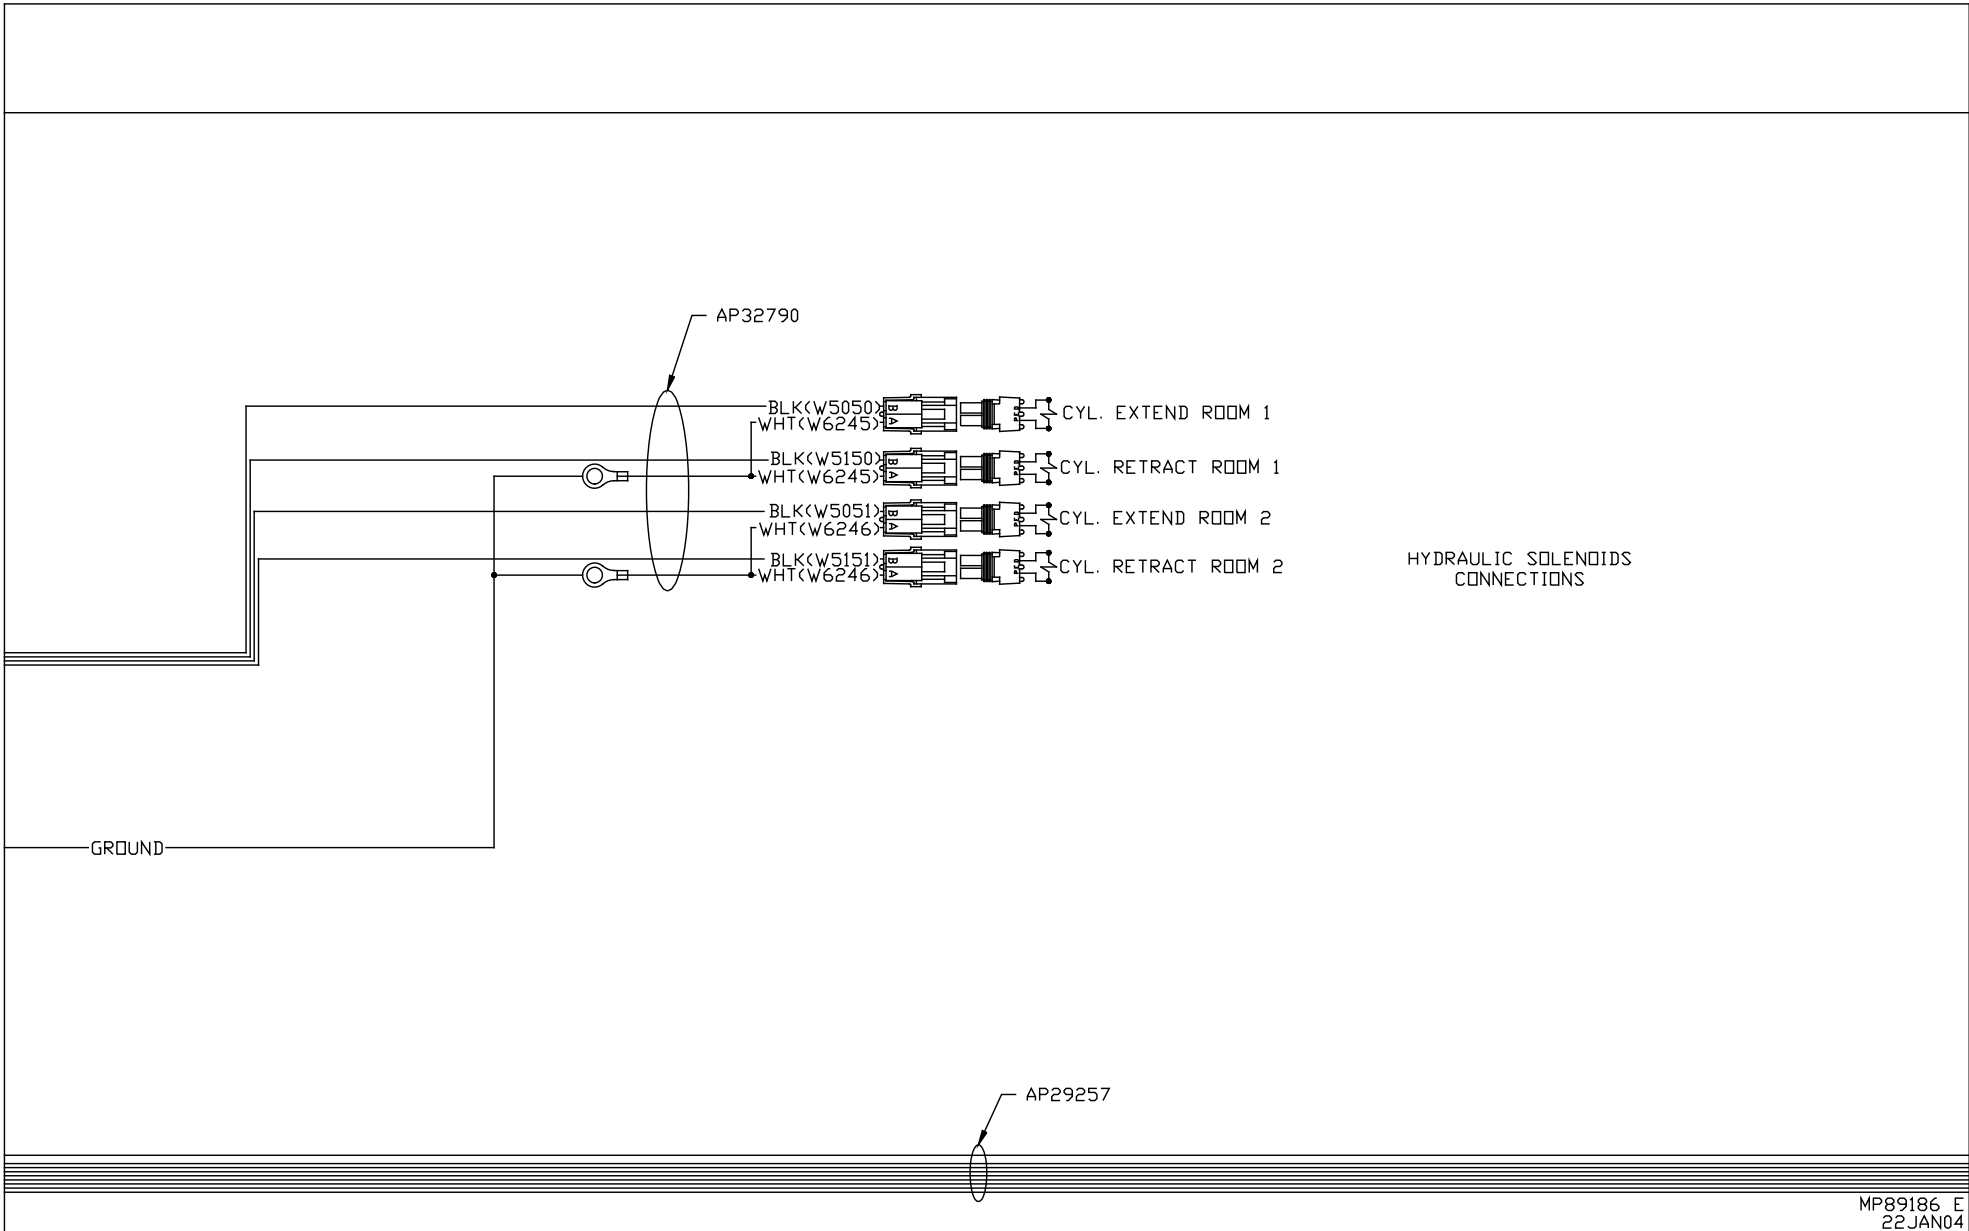 AP32790
BLK(W5050)
WHT(W6245)
B
A
CYL. EXTEND ROOM 1
BLK(W5150)
WHT(W6245)
B
A
CYL. RETRACT ROOM 1
BLK(W5051)
WHT(W6246)
B
A
CYL. EXTEND ROOM 2
BLK(W5151)
WHT(W6246)
B
A
CYL. RETRACT ROOM 2
HYDRAULIC SOLENOIDS
CONNECTIONS
GROUND
AP29257
MP89186 E
22JAN04